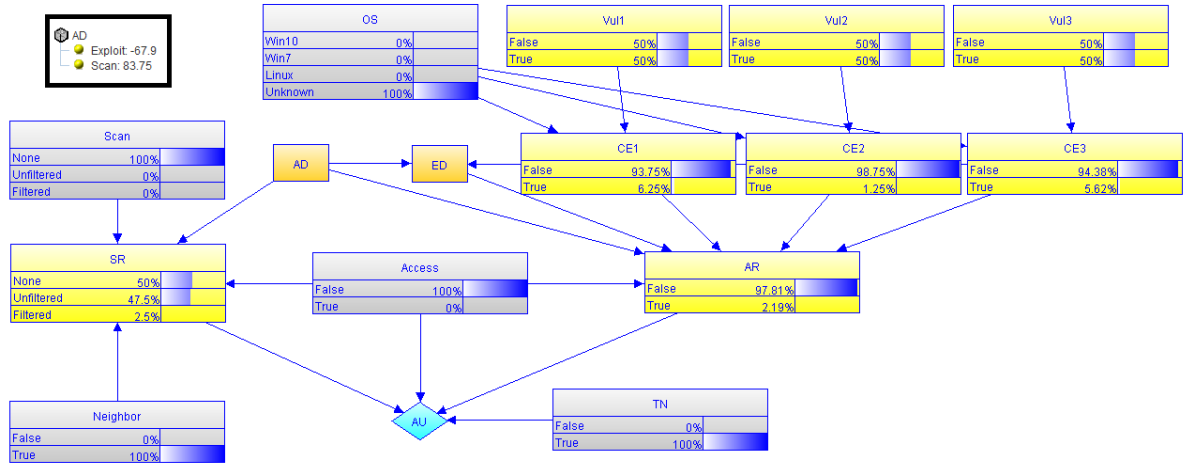 AD
Exploit: -67.9
Scan: 83.75
OS
Win10 0%
Win7 0%
Linux 0%
Unknown 100%
Vul1
False 50%
True 50%
Vul2
False 50%
True 50%
Vul3
False 50%
True 50%
Scan
None 100%
Unfiltered 0%
Filtered 0%
AD
ED
CE1
False 93.75%
True 6.25%
CE2
False 98.75%
True 1.25%
CE3
False 94.38%
True 5.62%
SR
None 50%
Unfiltered 47.5%
Filtered 2.5%
Access
False 100%
True 0%
AR
False 97.81%
True 2.19%
Neighbor
False 0%
True 100%
AU
TN
False 0%
True 100%